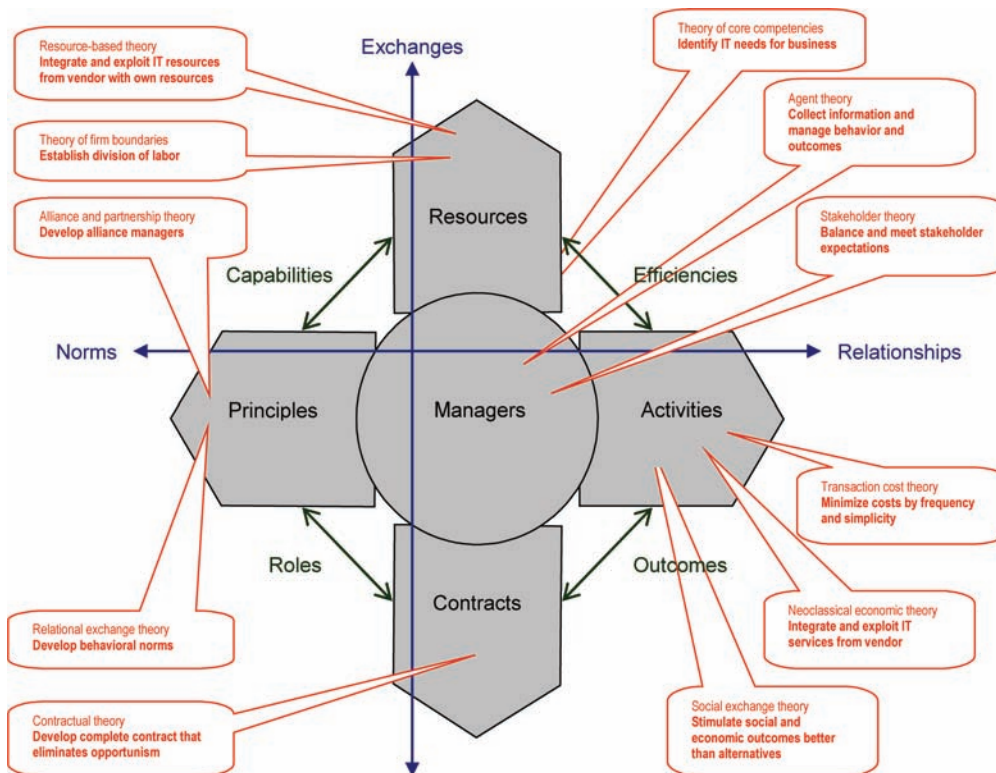 Exchanges
Resource-based theory
Integrate and exploit IT resources
from vendor with own resources
Theory of core competencies
Identify IT needs for business
Agent theory
Collect information and
manage behavior and
outcomes
Theory of firm boundaries
Establish division of labor
Alliance and partnership theory
Develop alliance managers
Resources
Stakeholder theory
Balance and meet stakeholder
expectations
Capabilities
Efficiencies
Norms
Relationships
Principles
Managers
Activities
Transaction cost theory
Minimize costs by frequency
and simplicity
Roles
Outcomes
Contracts
Relational exchange theory
Develop behavioral norms
Neoclassical economic theory
Integrate and exploit IT
services from vendor
Contractual theory
Develop complete contract that
eliminates opportunism
Social exchange theory
Stimulate social and
economic outcomes better
than alternatives